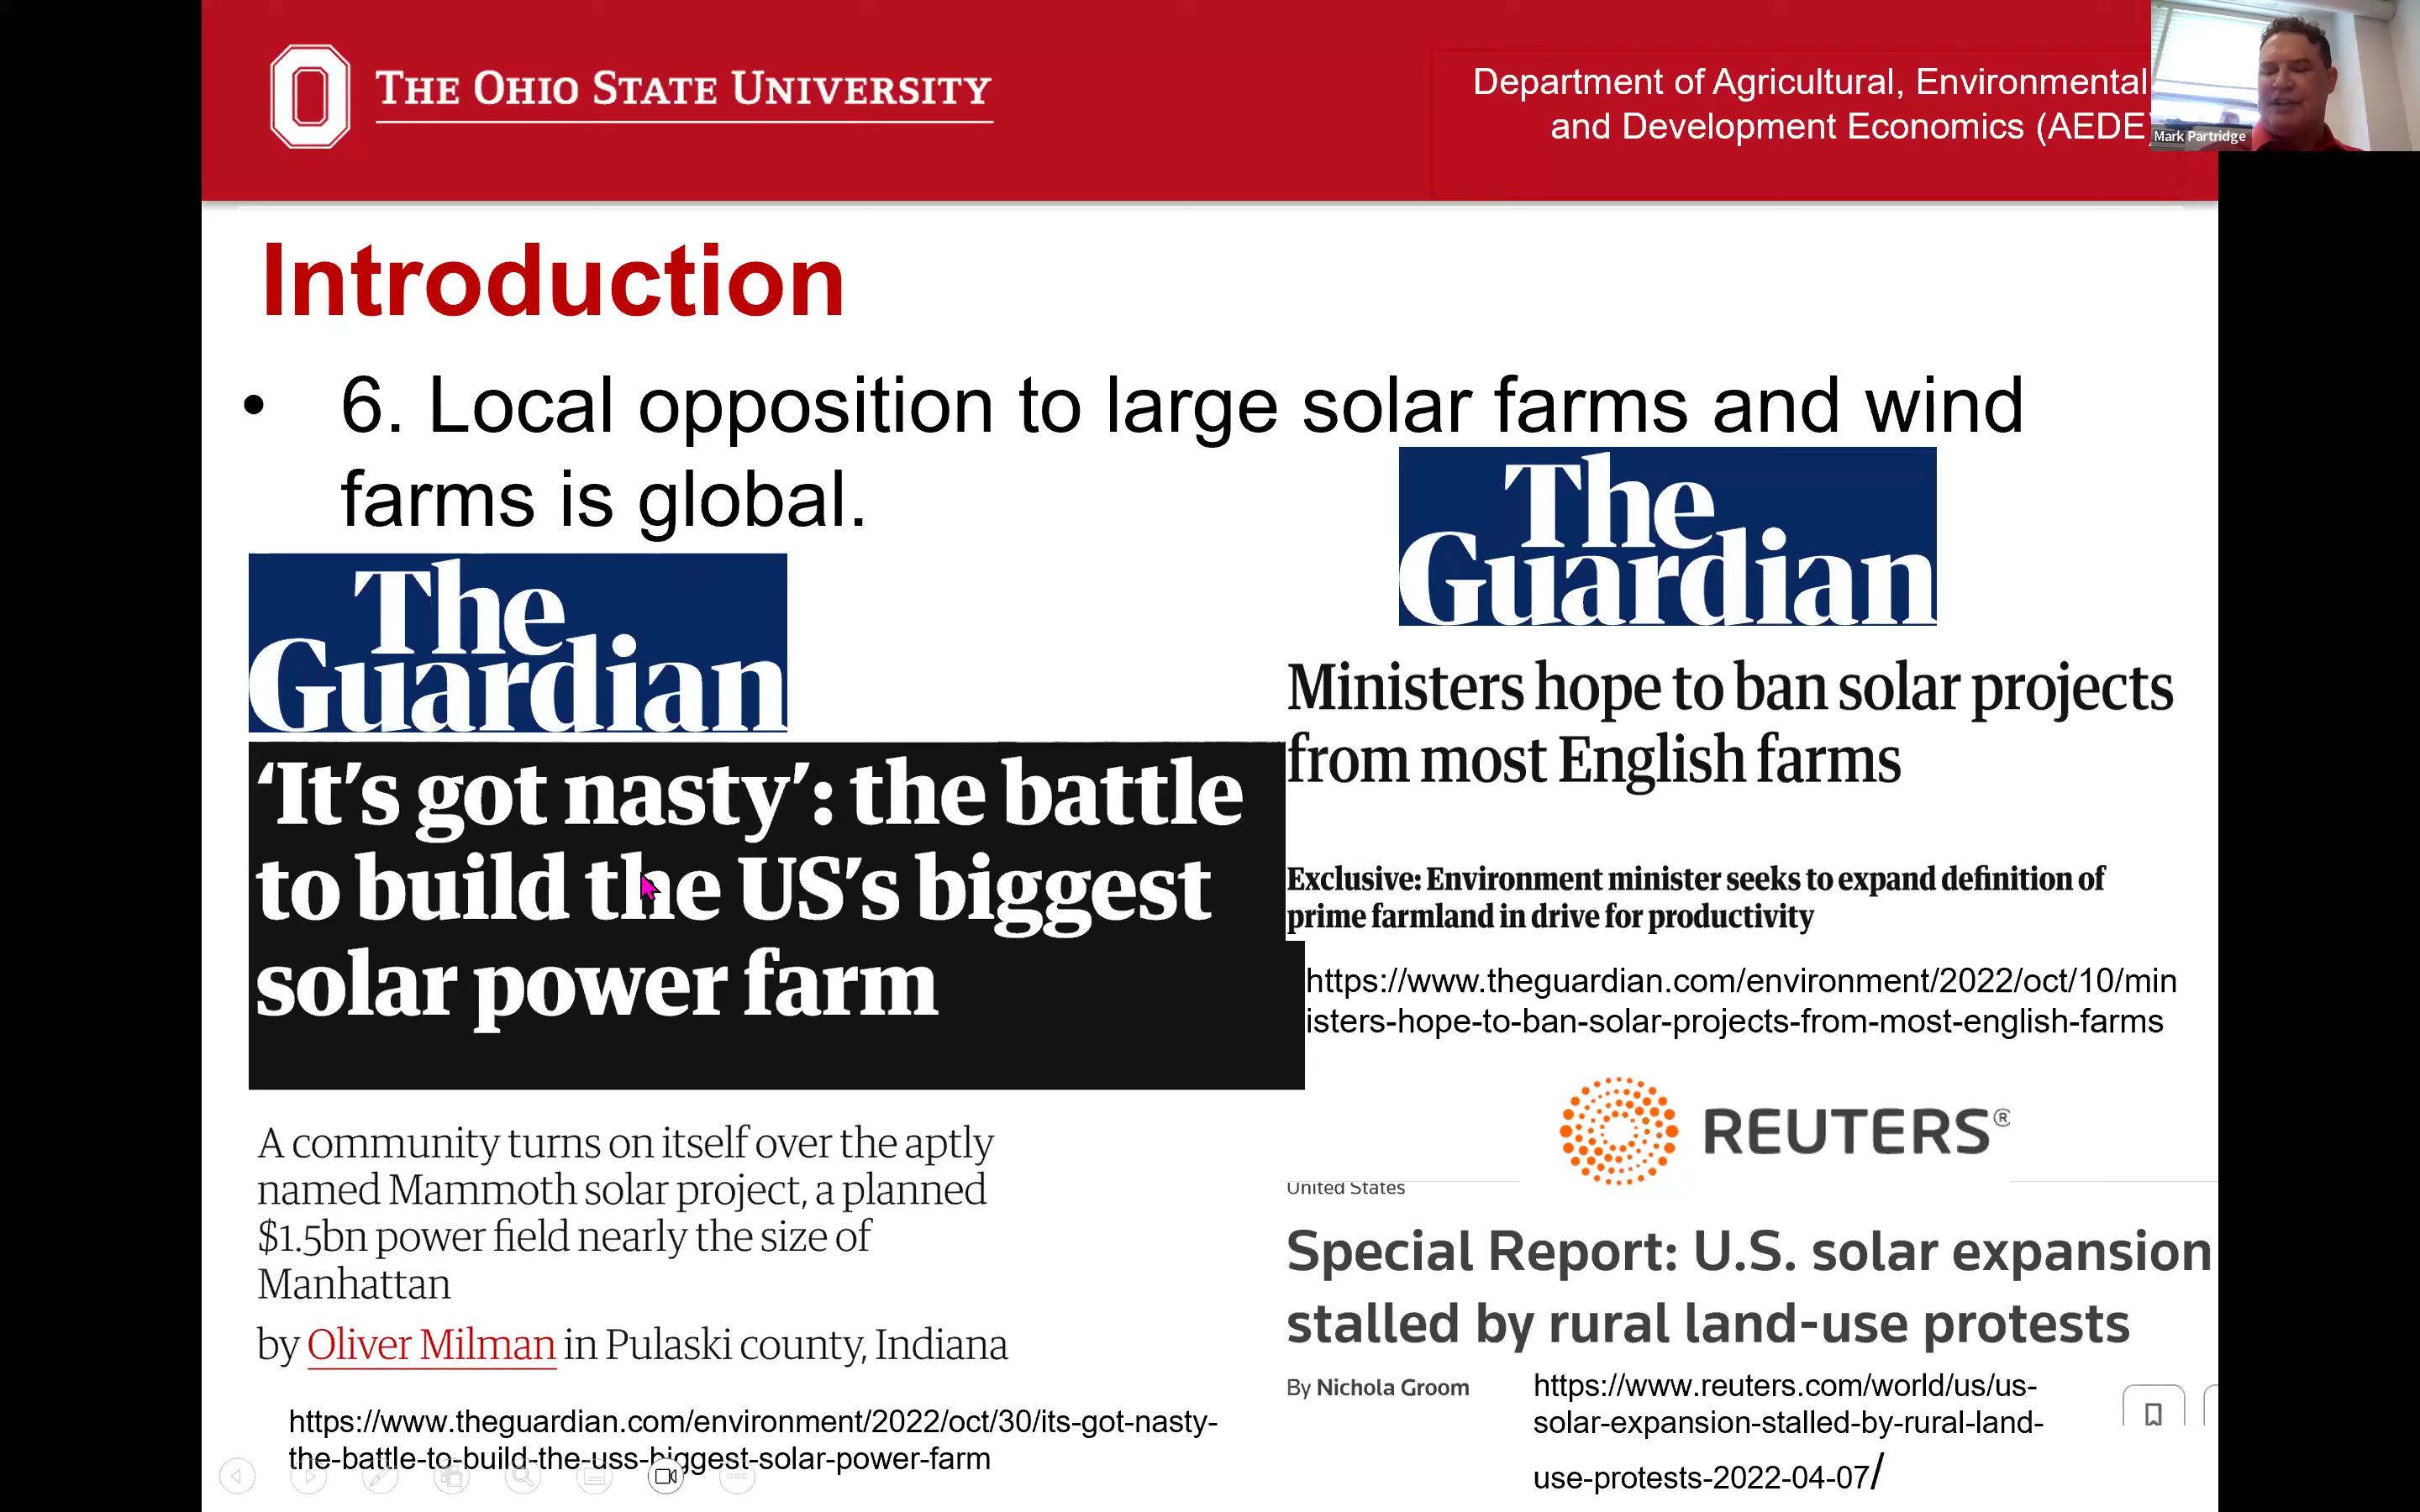 THE OHIO STATE UNIVERSITY
Department of Agricultural, Environmental
and Development Economics (AEDE)
Mark Partridge
Introduction
• 6. Local opposition to large solar farms and wind
farms is global.
The
Guardian
‘It’s got nasty’: the battle
to build the US’s biggest
solar power farm
A community turns on itself over the aptly
named Mammoth solar project, a planned
$1.5bn power field nearly the size of
Manhattan
by Oliver Milman in Pulaski county, Indiana
https://www.theguardian.com/environment/2022/oct/30/its-got-nasty-
the-battle-to-build-the-uss-biggest-solar-power-farm
The
Guardian
Ministers hope to ban solar projects
from most English farms
Exclusive: Environment minister seeks to expand definition of
prime farmland in drive for productivity
https://www.theguardian.com/environment/2022/oct/10/min
isters-hope-to-ban-solar-projects-from-most-english-farms
REUTERS®
United States
Special Report: U.S. solar expansion
stalled by rural land-use protests
By Nichola Groom
https://www.reuters.com/world/us/us-
solar-expansion-stalled-by-rural-land-
use-protests-2022-04-07/